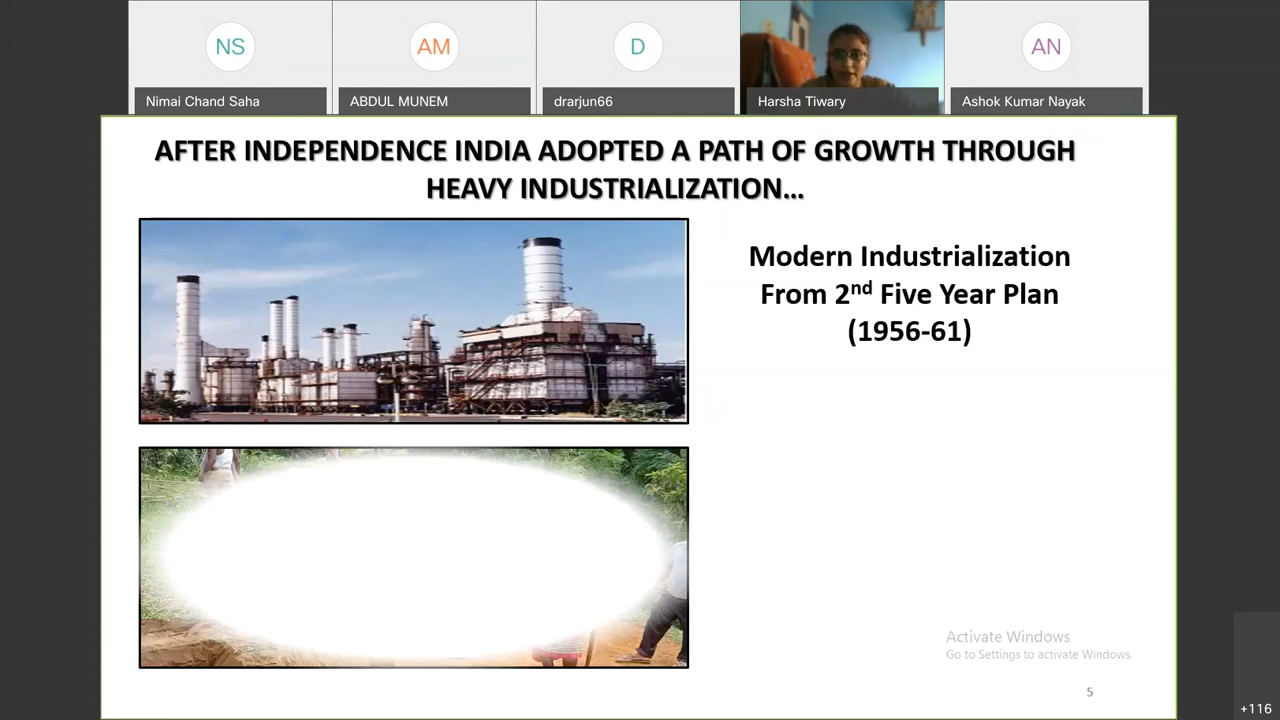 NS
AM
D
AN
Nimai Chand Saha
ABDUL MUNEM
drarjun66
Harsha Tiwary
Ashok Kumar Nayak
AFTER INDEPENDENCE INDIA ADOPTED A PATH OF GROWTH THROUGH
HEAVY INDUSTRIALIZATION...
Modern Industrialization
From 2nd Five Year Plan
(1956-61)
Activate Windows
Go to Settings to activate Windows.
5
+116